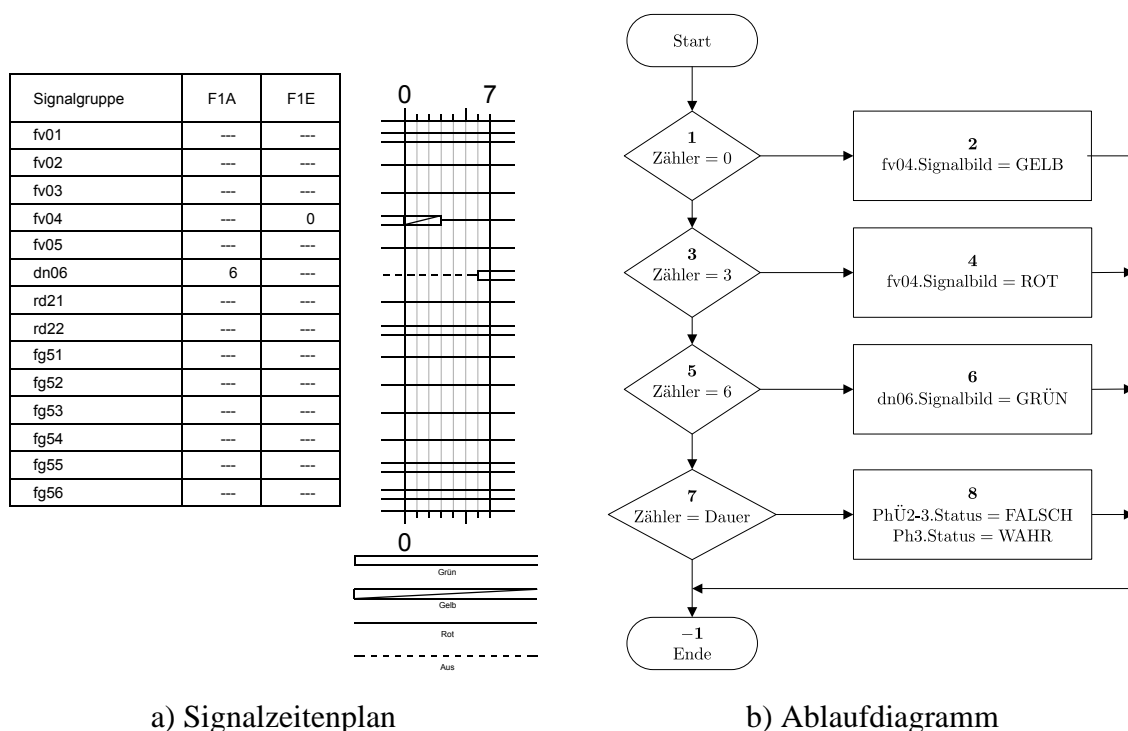 Signalgruppe F1A F1E
fv01 --- ---
fv02 --- ---
fv03 --- ---
fv04 --- 0
fv05 --- ---
dn06 6 ---
rd21 --- ---
rd22 --- ---
fg51 --- ---
fg52 --- ---
fg53 --- ---
fg54 --- ---
fg55 --- ---
fg56 --- ---
0 7
0
Grün
Gelb
Rot
Aus
a) Signalzeitenplan
Start
1
Zähler = 0
2
fv04.Signalbild = GELB
3
Zähler = 3
4
fv04.Signalbild = ROT
5
Zähler = 6
6
dn06.Signalbild = GRÜN
7
Zähler = Dauer
8
PhÜ2-3.Status = FALSCH
Ph3.Status = WAHR
−1
Ende
b) Ablaufdiagramm